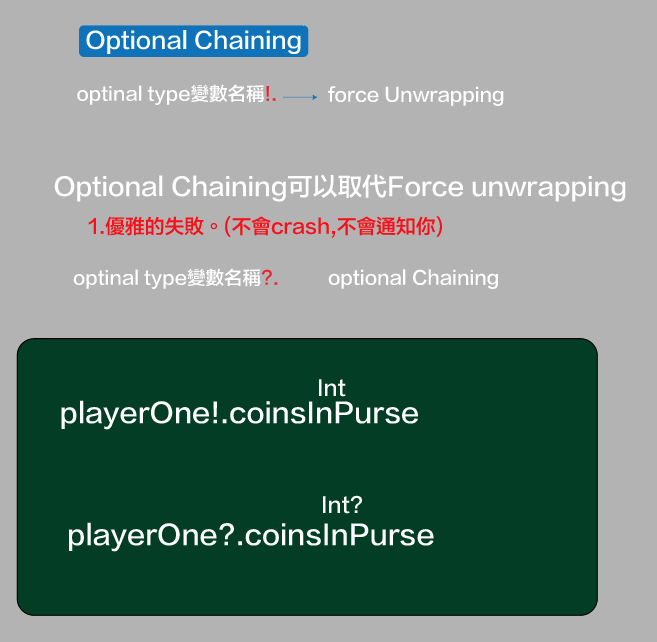 Optional Chaining
optinal type變數名稱!. force Unwrapping
Optional Chaining可以取代Force unwrapping
1.優雅的失敗。(不會crash,不會通知你)
optinal type變數名稱?. optional Chaining
Int
playerOne!.coinsInPurse
Int?
playerOne?.coinsInPurse